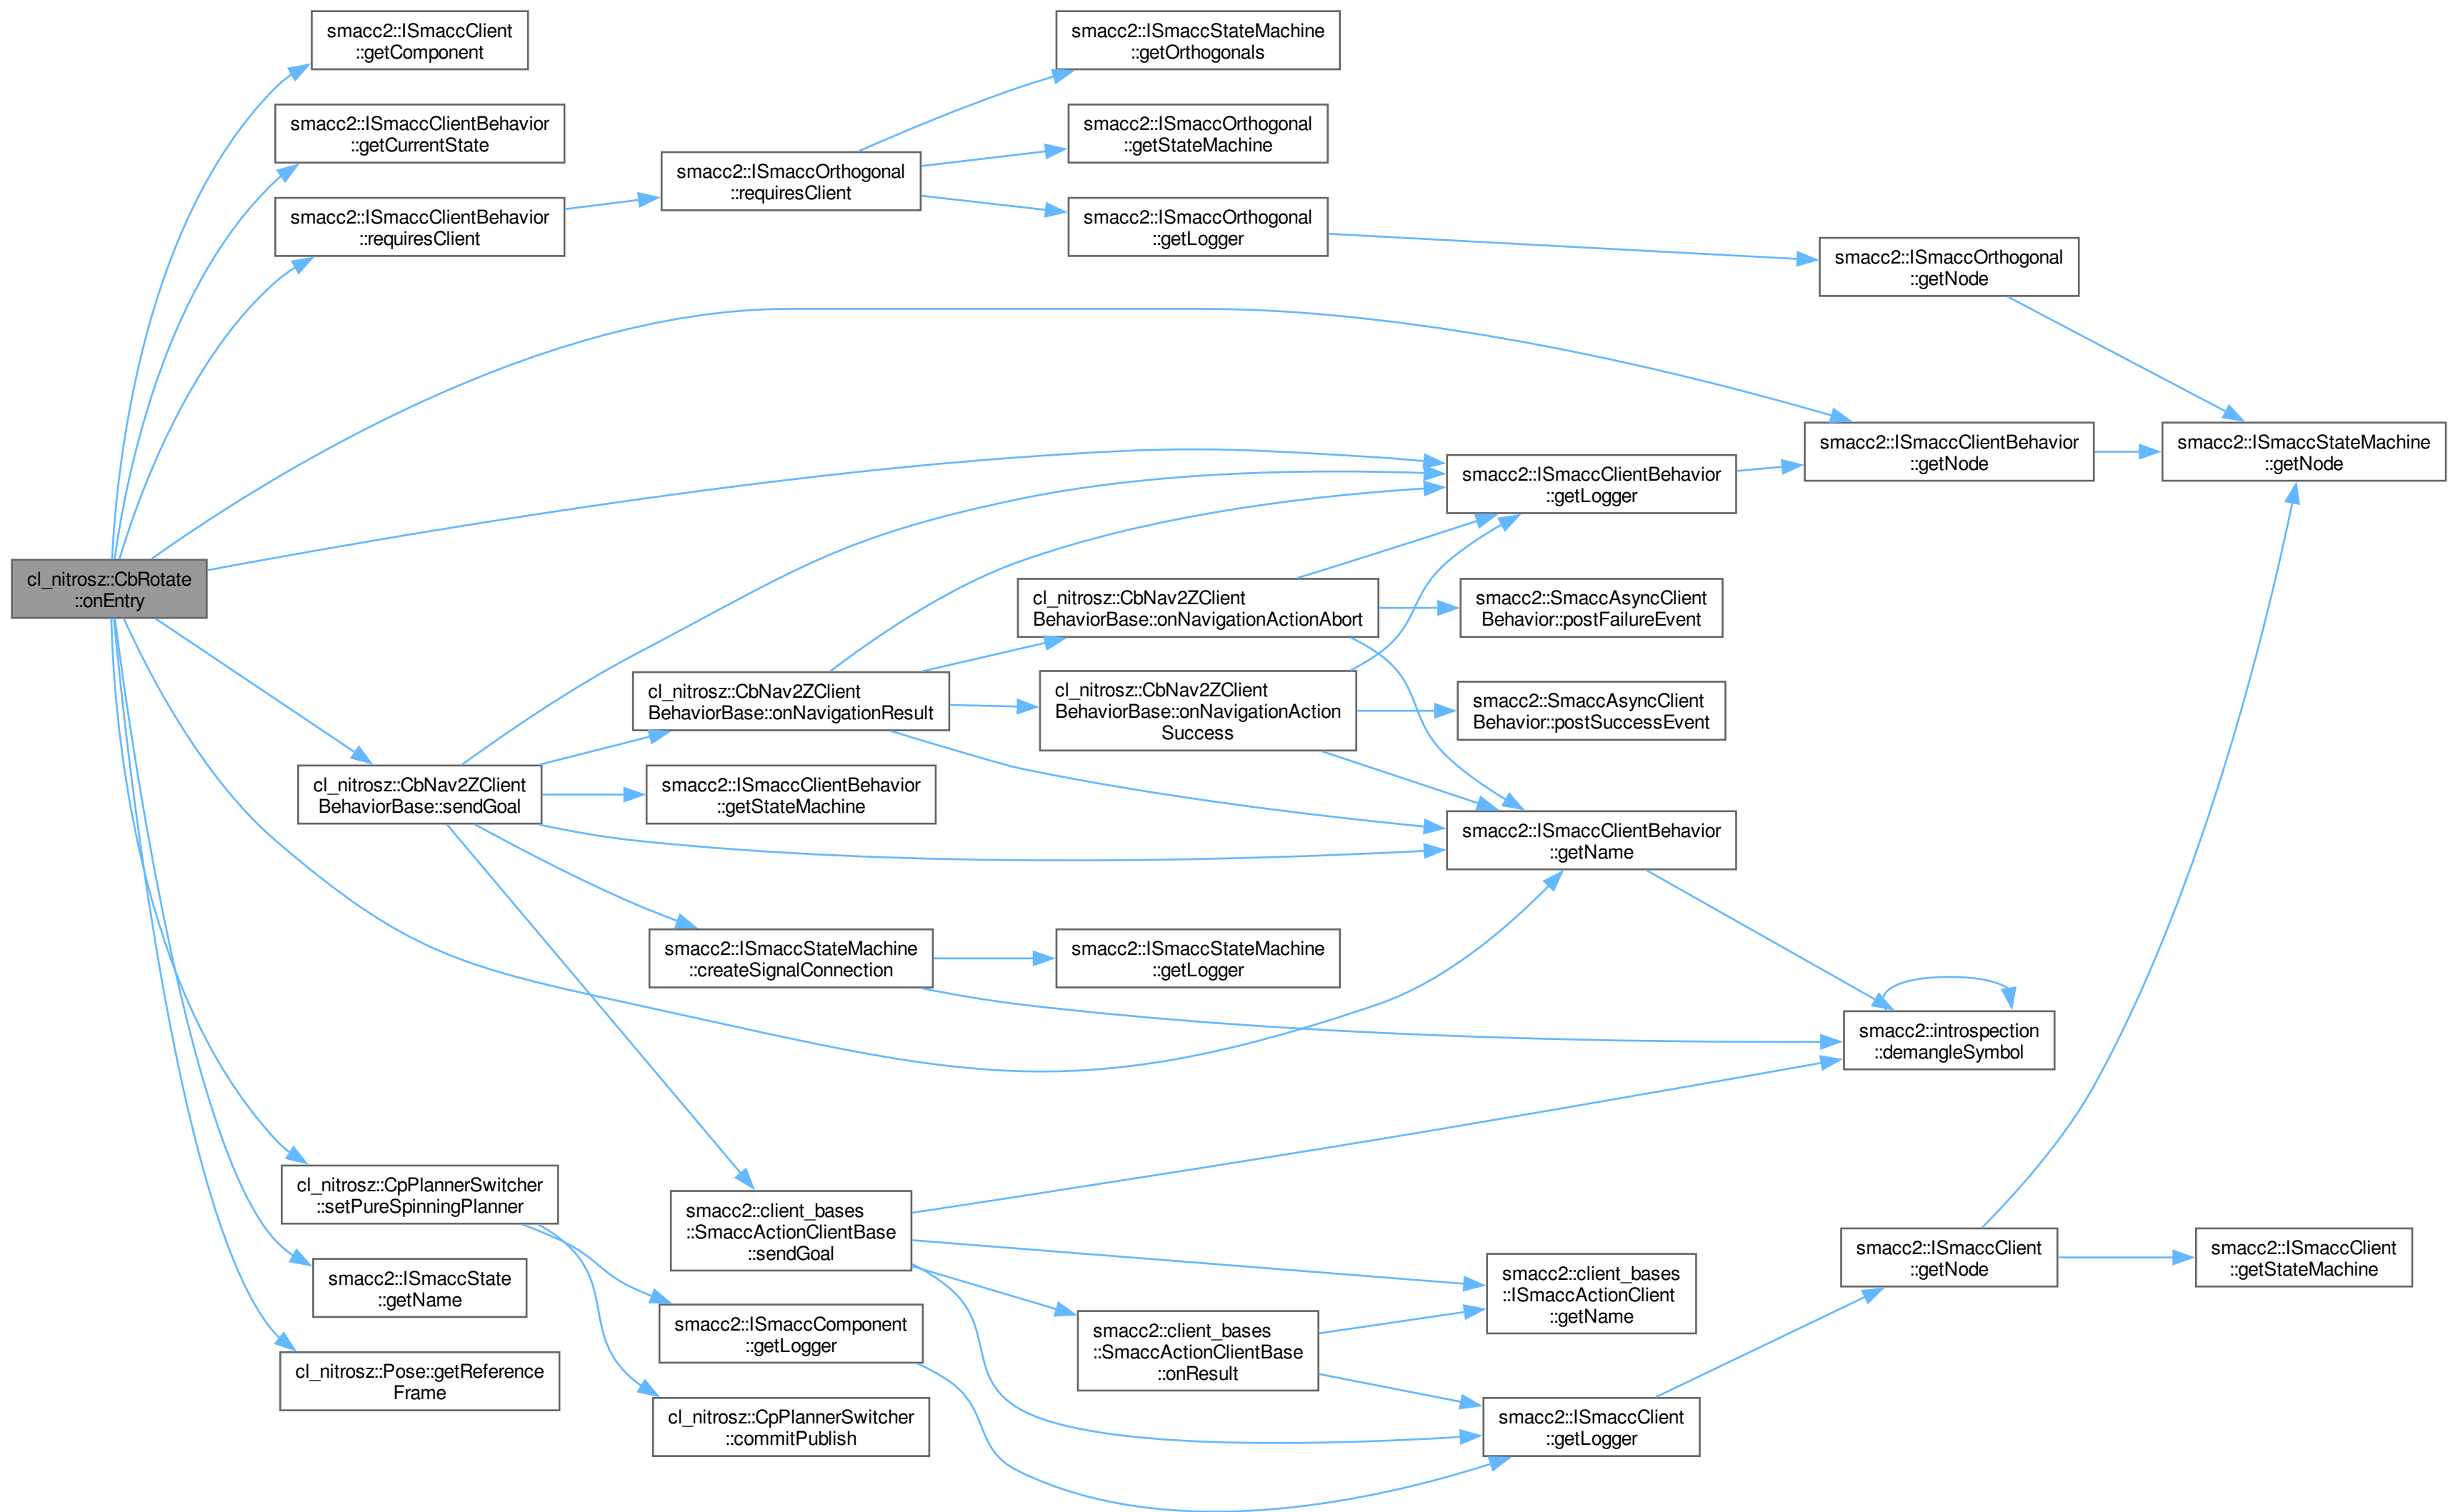 cl_nitrosz::CbRotate
::onEntry
smacc2::ISmaccClient
::getComponent
smacc2::ISmaccClientBehavior
::getCurrentState
smacc2::ISmaccClientBehavior
::requiresClient
cl_nitrosz::CbNav2ZClient
BehaviorBase::sendGoal
cl_nitrosz::CpPlannerSwitcher
::setPureSpinningPlanner
smacc2::ISmaccState
::getName
cl_nitrosz::Pose::getReference
Frame
smacc2::ISmaccOrthogonal
::requiresClient
cl_nitrosz::CbNav2ZClient
BehaviorBase::onNavigationResult
smacc2::ISmaccClientBehavior
::getStateMachine
smacc2::ISmaccStateMachine
::createSignalConnection
smacc2::client_bases
::SmaccActionClientBase
::sendGoal
smacc2::ISmaccComponent
::getLogger
cl_nitrosz::CpPlannerSwitcher
::commitPublish
smacc2::ISmaccStateMachine
::getOrthogonals
smacc2::ISmaccOrthogonal
::getStateMachine
smacc2::ISmaccOrthogonal
::getLogger
cl_nitrosz::CbNav2ZClient
BehaviorBase::onNavigationActionAbort
cl_nitrosz::CbNav2ZClient
BehaviorBase::onNavigationAction
Success
smacc2::ISmaccStateMachine
::getLogger
smacc2::client_bases
::SmaccActionClientBase
::onResult
smacc2::ISmaccClientBehavior
::getLogger
smacc2::SmaccAsyncClient
Behavior::postFailureEvent
smacc2::SmaccAsyncClient
Behavior::postSuccessEvent
smacc2::ISmaccClientBehavior
::getName
smacc2::client_bases
::ISmaccActionClient
::getName
smacc2::ISmaccClient
::getLogger
smacc2::ISmaccOrthogonal
::getNode
smacc2::ISmaccClientBehavior
::getNode
smacc2::introspection
::demangleSymbol
smacc2::ISmaccClient
::getNode
smacc2::ISmaccStateMachine
::getNode
smacc2::ISmaccClient
::getStateMachine